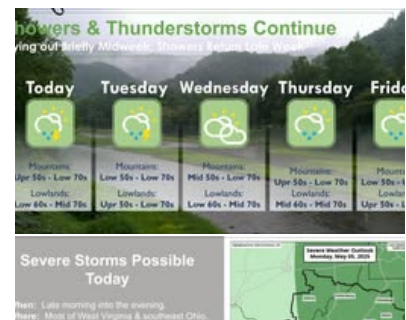 howers & Thunderstorms Continue
ying out Briefly Midweek; Showers Return Late Week
Today Tuesday Wednesday Thursday Frid
Mountains: Mountains: Mountains: Mountains: Mou
Upr 50s - Low 70s Low 50s - Low 70s Mid 50s - Low 70s Upr 50s - Low 70s Low 50s -
Lowlands: Lowlands: Lowlands: Lowlands: Low
Low 60s - Mid 70s Upr 50s - Mid 70s Low 70s Mid 60s - Mid 70s Upr 50s -
Severe Storms Possible
Today
When: Late morning into the evening.
Where: Most of West Virginia & southeast Ohio.
Severe Weather Outlook
Monday, May 05, 2025